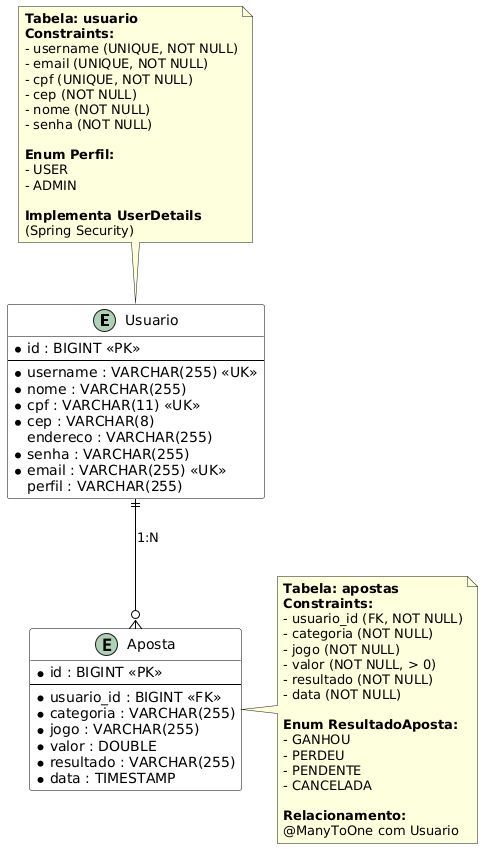 Tabela: usuario
Constraints:
- username (UNIQUE, NOT NULL)
- email (UNIQUE, NOT NULL)
- cpf (UNIQUE, NOT NULL)
- cep (NOT NULL)
- nome (NOT NULL)
- senha (NOT NULL)
Enum Perfil:
- USER
- ADMIN
Implementa UserDetails
(Spring Security)
E Usuario
id : BIGINT «PK»
username : VARCHAR(255) «UK»
nome : VARCHAR(255)
cpf : VARCHAR(11) «UK»
cep : VARCHAR(8)
endereco : VARCHAR(255)
senha : VARCHAR(255)
email : VARCHAR(255) «UK»
perfil : VARCHAR(255)
1:N
E Aposta
id : BIGINT «PK»
usuario_id : BIGINT «FK»
categoria : VARCHAR(255)
jogo : VARCHAR(255)
valor : DOUBLE
resultado : VARCHAR(255)
data : TIMESTAMP
Tabela: apostas
Constraints:
- usuario_id (FK, NOT NULL)
- categoria (NOT NULL)
- jogo (NOT NULL)
- valor (NOT NULL, > 0)
- resultado (NOT NULL)
- data (NOT NULL)
Enum ResultadoAposta:
- GANHOU
- PERDEU
- PENDENTE
- CANCELADA
Relacionamento:
@ManyToOne com Usuario